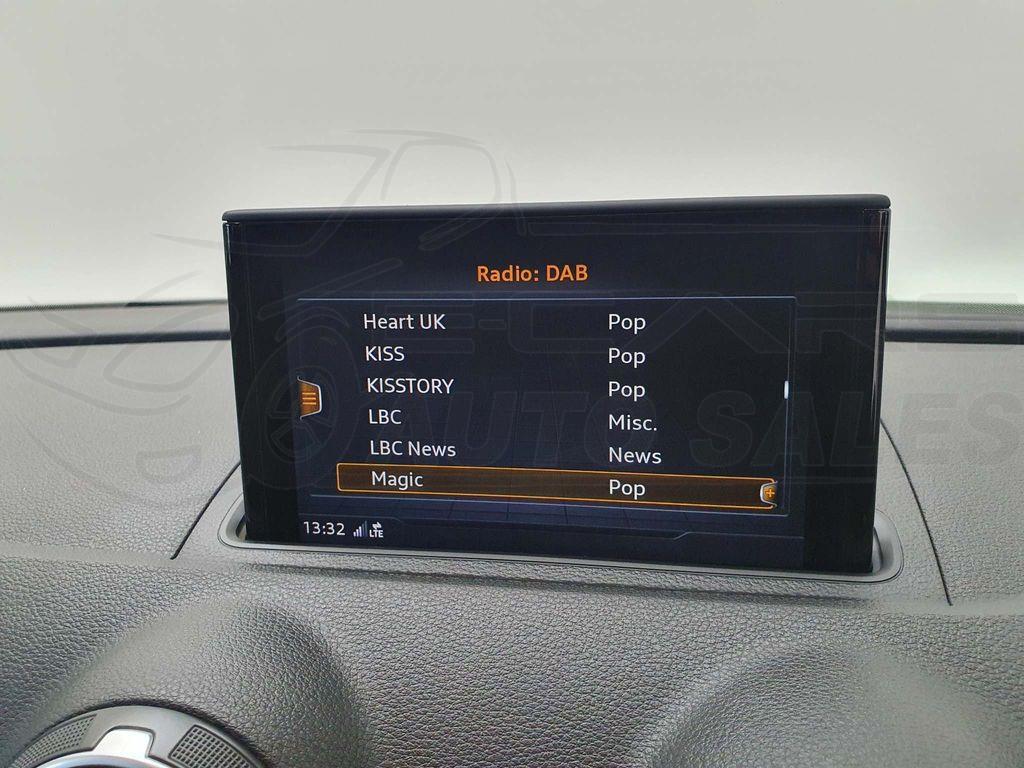 Radio: DAB
Heart UK Pop
KISS Pop
KISSTORY Pop
LBC Misc.
LBC News News
Magic Pop
13:32 LTE
E-CARS
AUTO SALES